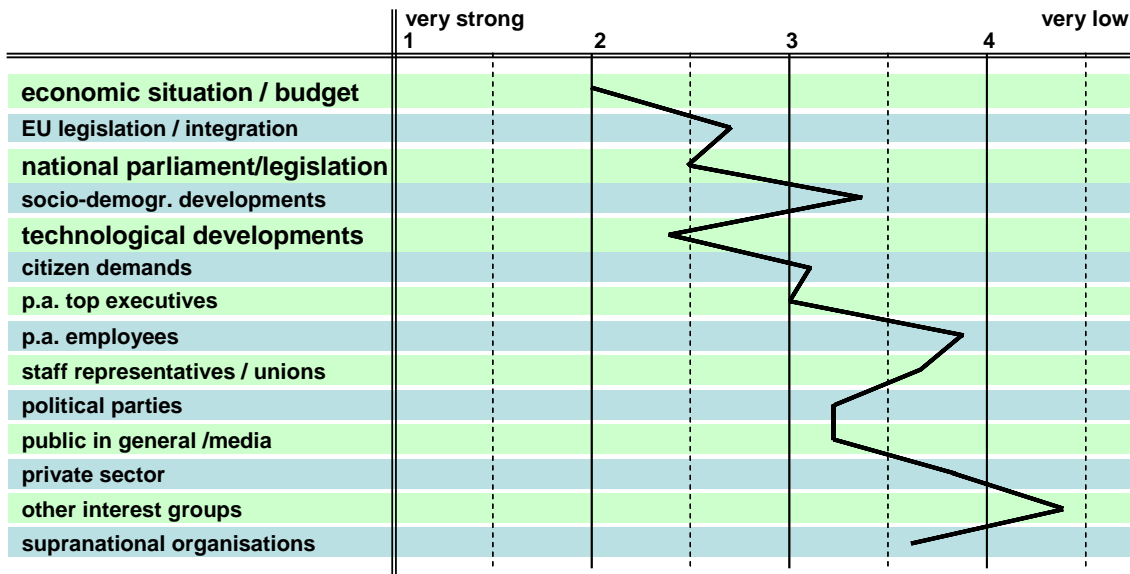 very strong very low
1 2 3 4
economic situation / budget
EU legislation / integration
national parliament/legislation
socio-demogr. developments
technological developments
citizen demands
p.a. top executives
p.a. employees
staff representatives / unions
political parties
public in general /media
private sector
other interest groups
supranational organisations